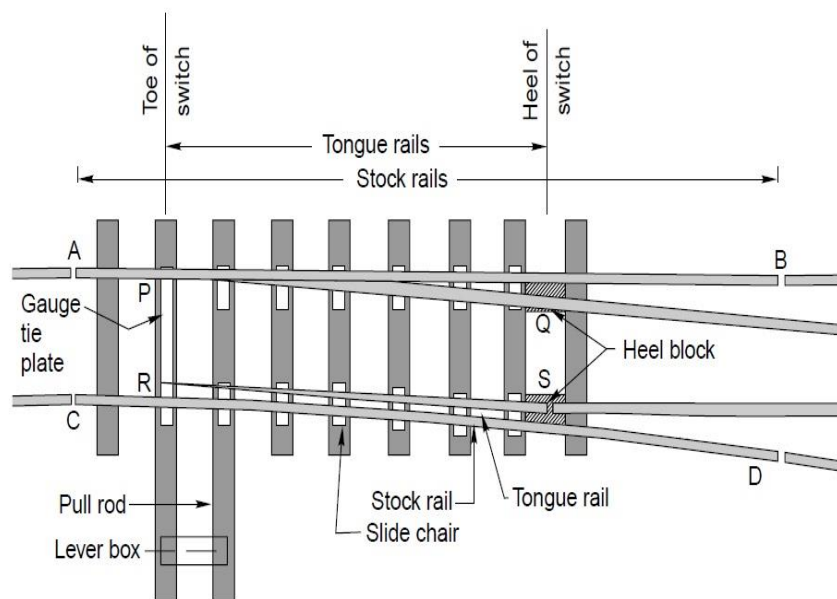 Toe of
switch
Heel of
switch
Tongue rails
Stock rails
A
B
P
Gauge
tie
plate
Q
Heel block
R
S
C
D
Pull rod
Stock rail
Tongue rail
Slide chair
Lever box